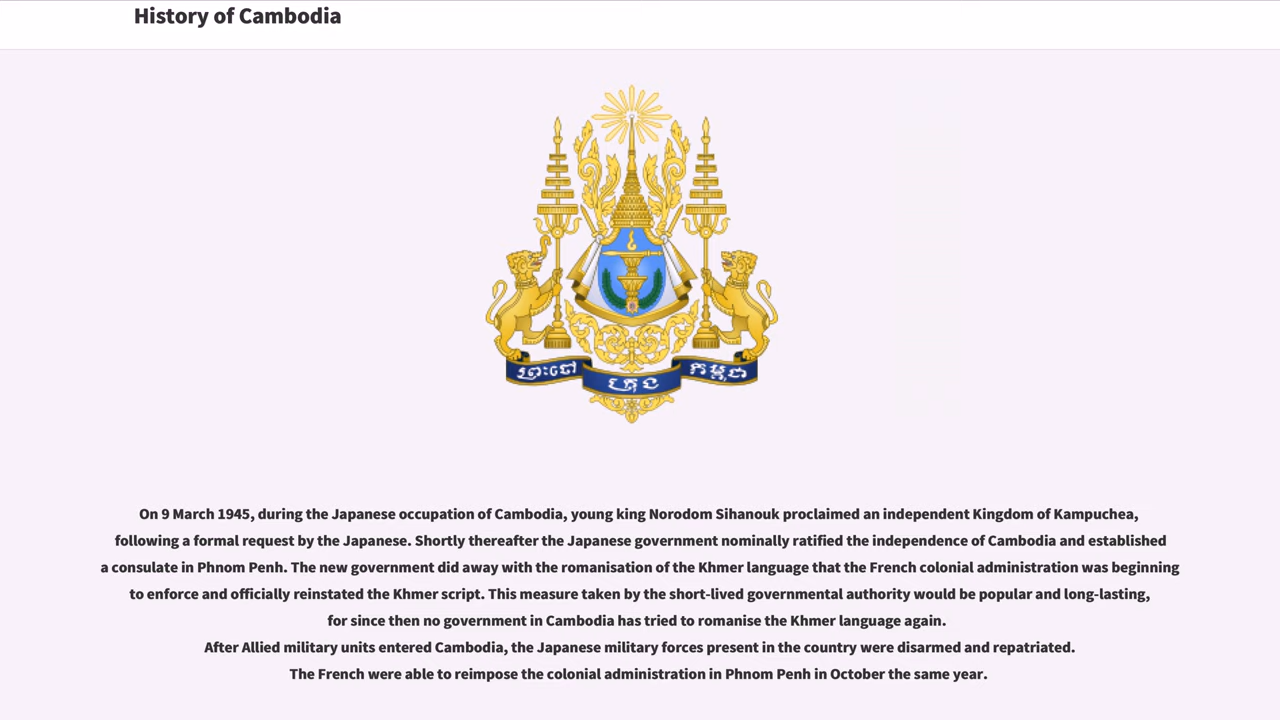 History of Cambodia
ព្រះចៅ
ក្រុង
កម្ពុជា
On 9 March 1945, during the Japanese occupation of Cambodia, young king Norodom Sihanouk proclaimed an independent Kingdom of Kampuchea,
following a formal request by the Japanese. Shortly thereafter the Japanese government nominally ratified the independence of Cambodia and established
a consulate in Phnom Penh. The new government did away with the romanisation of the Khmer language that the French colonial administration was beginning
to enforce and officially reinstated the Khmer script. This measure taken by the short-lived governmental authority would be popular and long-lasting,
for since then no government in Cambodia has tried to romanise the Khmer language again.
After Allied military units entered Cambodia, the Japanese military forces present in the country were disarmed and repatriated.
The French were able to reimpose the colonial administration in Phnom Penh in October the same year.